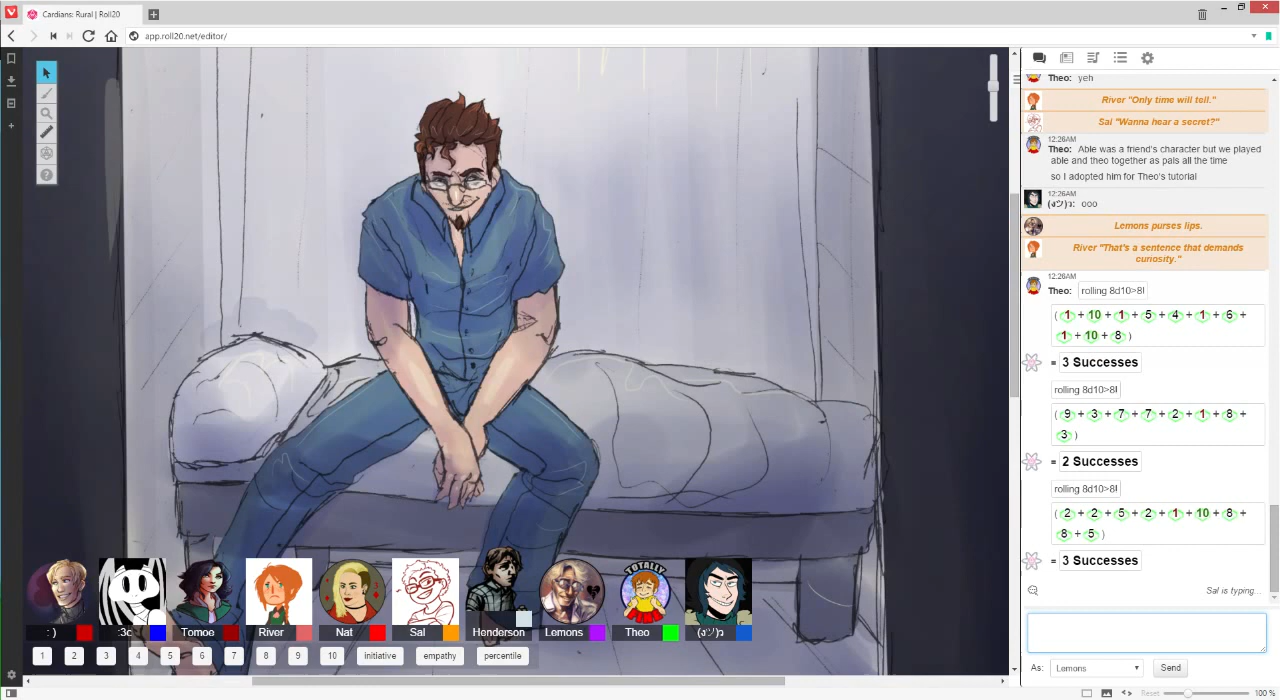 Cardians: Rural | Roll20
app.roll20.net/editor/
Theo: yeh
River "Only time will tell."
Sal "Wanna hear a secret?"
12:26AM
Theo: Able was a friend's character but we played
able and theo together as pals all the time
so I adopted him for Theo's tutorial
12:26AM
(งツ)ว: ooo
Lemons purses lips.
River "That's a sentence that demands
curiosity."
12:26AM
Theo: rolling 8d10>8!
( 1 + 10 + 1 + 5 + 4 + 1 + 6 +
1 + 10 + 8 )
= 3 Successes
rolling 8d10>8!
( 9 + 3 + 7 + 7 + 2 + 1 + 8 +
3 )
= 2 Successes
rolling 8d10>8!
( 2 + 2 + 5 + 2 + 1 + 10 + 8 +
8 + 5 )
= 3 Successes
Sal is typing...
TOTALLY
FINE
: ) :3c Tomoe River Nat Sal Henderson Lemons Theo (งツ)ว
1 2 3 4 5 6 7 8 9 10 initiative empathy percentile
As: Lemons Send
Reset 100 %